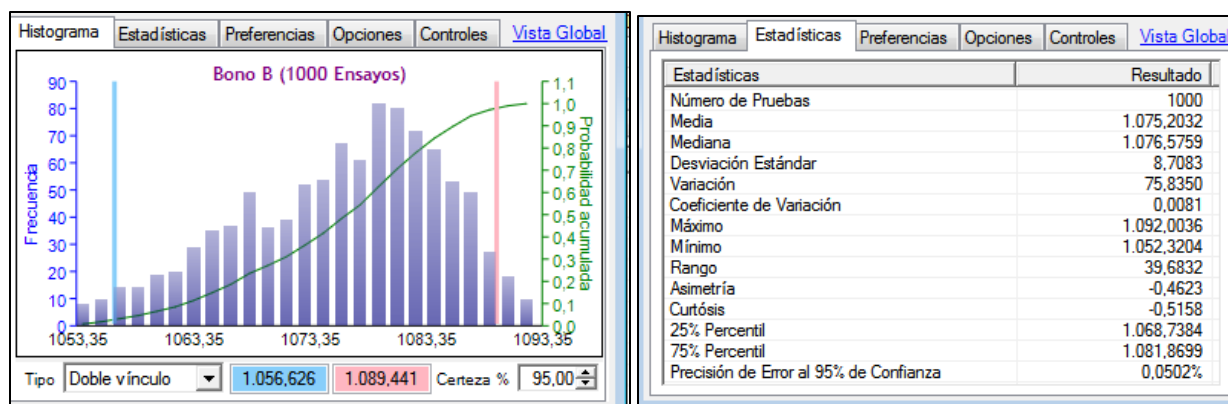 Histograma Estadísticas Preferencias Opciones Controles Vista Global
Bono B (1000 Ensayos)
Frecuencia
90
80
70
60
50
40
30
20
10
0
Probabilidad acumulada
1,1
1,0
0,9
0,8
0,7
0,6
0,5
0,4
0,3
0,2
0,1
0,0
1053,35 1063,35 1073,35 1083,35 1093,35
Tipo Doble vínculo 1.056,626 1.089,441 Certeza % 95,00
Histograma Estadísticas Preferencias Opciones Controles Vista Global
Estadísticas Resultado
Número de Pruebas 1000
Media 1.075,2032
Mediana 1.076,5759
Desviación Estándar 8,7083
Variación 75,8350
Coeficiente de Variación 0,0081
Máximo 1.092,0036
Mínimo 1.052,3204
Rango 39,6832
Asimetría -0,4623
Curtósis -0,5158
25% Percentil 1.068,7384
75% Percentil 1.081,8699
Precisión de Error al 95% de Confianza 0,0502%